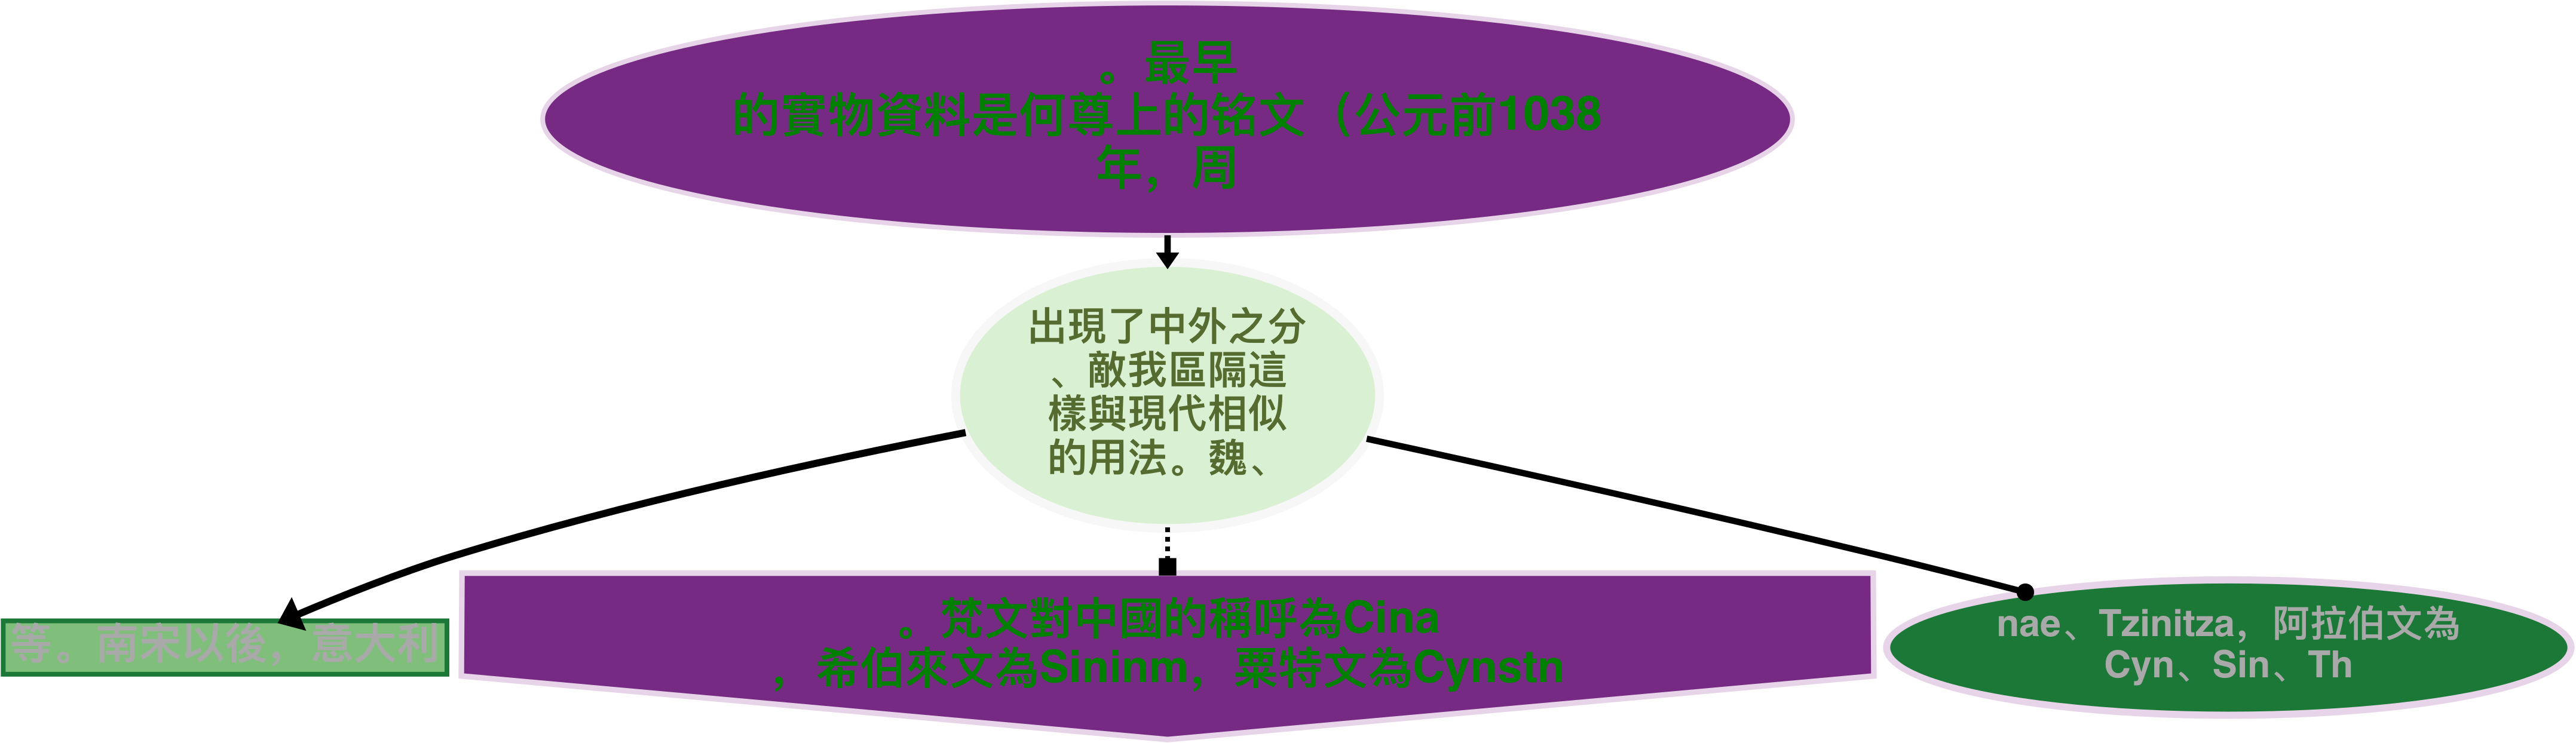 。最早
的實物資料是何尊上的铭文（公元前1038
年，周
出現了中外之分
、敵我區隔這
樣與現代相似
的用法。魏、
等。南宋以後，意大利
。梵文對中國的稱呼為Cina
，希伯來文為Sininm，粟特文為Cynstn
nae、Tzinitza，阿拉伯文為
Cyn、Sin、Th